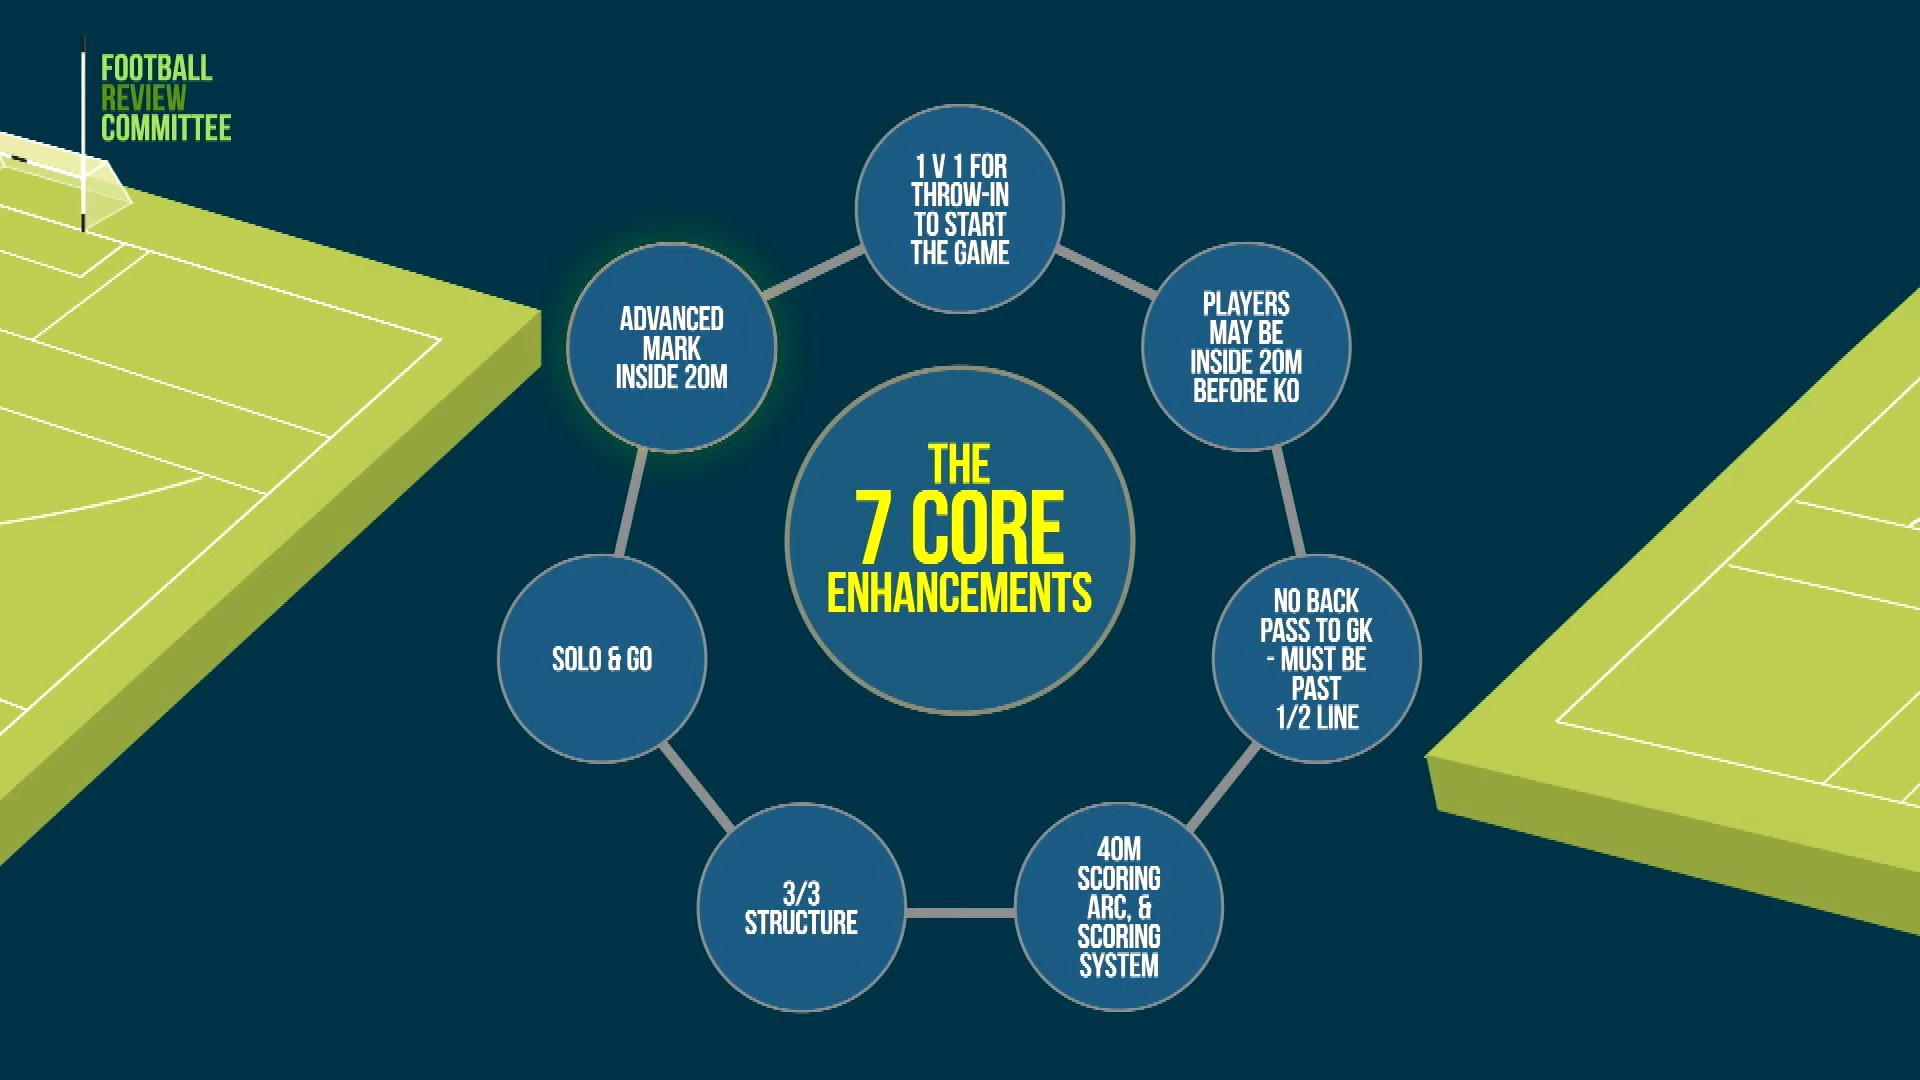 FOOTBALL
REVIEW
COMMITTEE
1 V 1 FOR
THROW-IN
TO START
THE GAME
PLAYERS
MAY BE
INSIDE 20M
BEFORE KO
NO BACK
PASS TO GK
- MUST BE
PAST
1/2 LINE
40M
SCORING
ARC, &
SCORING
SYSTEM
3/3
STRUCTURE
SOLO & GO
ADVANCED
MARK
INSIDE 20M
THE
7 CORE
ENHANCEMENTS